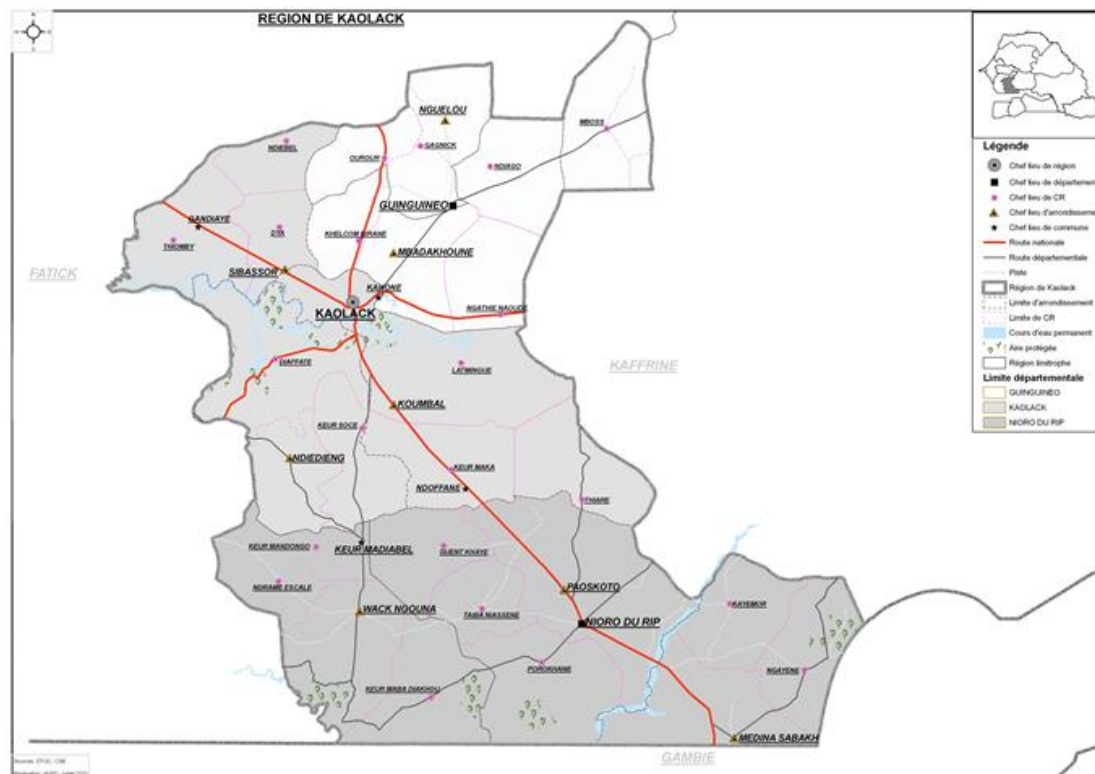 REGION DE KAOLACK
NGUELOU
MBOSS
NDIEBEL
OUROUR
GAGNICK
NDIAGO
GUINGUINEO
GANDIAYE
THIOMBY
DYA
KHELCOM BIRANE
MBADAKHOUNE
SIBASSOR
FATICK
KAHONE
KAOLACK
NGATHIE NAOUDE
DIAFFATE
LATMINGUE
KAFFRINE
KOUMBAL
KEUR SOCE
NDIEDIENG
KEUR MAKA
NDOFFANE
THIARE
KEUR MANDONGO
KEUR MADIABEL
GUENT KHAYE
NDRAME ESCALE
WACK NGOUNA
TAIBA NIASSENE
PAOSKOTO
NIORO DU RIP
KAYEMOR
POROKHANE
NGAYENE
KEUR MABA DIAKHOU
MEDINA SABAKH
GAMBIE
Légende
Chef lieu de région
Chef lieu de département
Chef lieu de CR
Chef lieu d'arrondissement
Chef lieu de commune
Route nationale
Route départementale
Piste
Région de Kaolack
Limite d'arrondissement
Limite de CR
Cours d'eau permanent
Aire protégée
Région limitrophe
Limite départementale
GUINGUINEO
KAOLACK
NIORO DU RIP